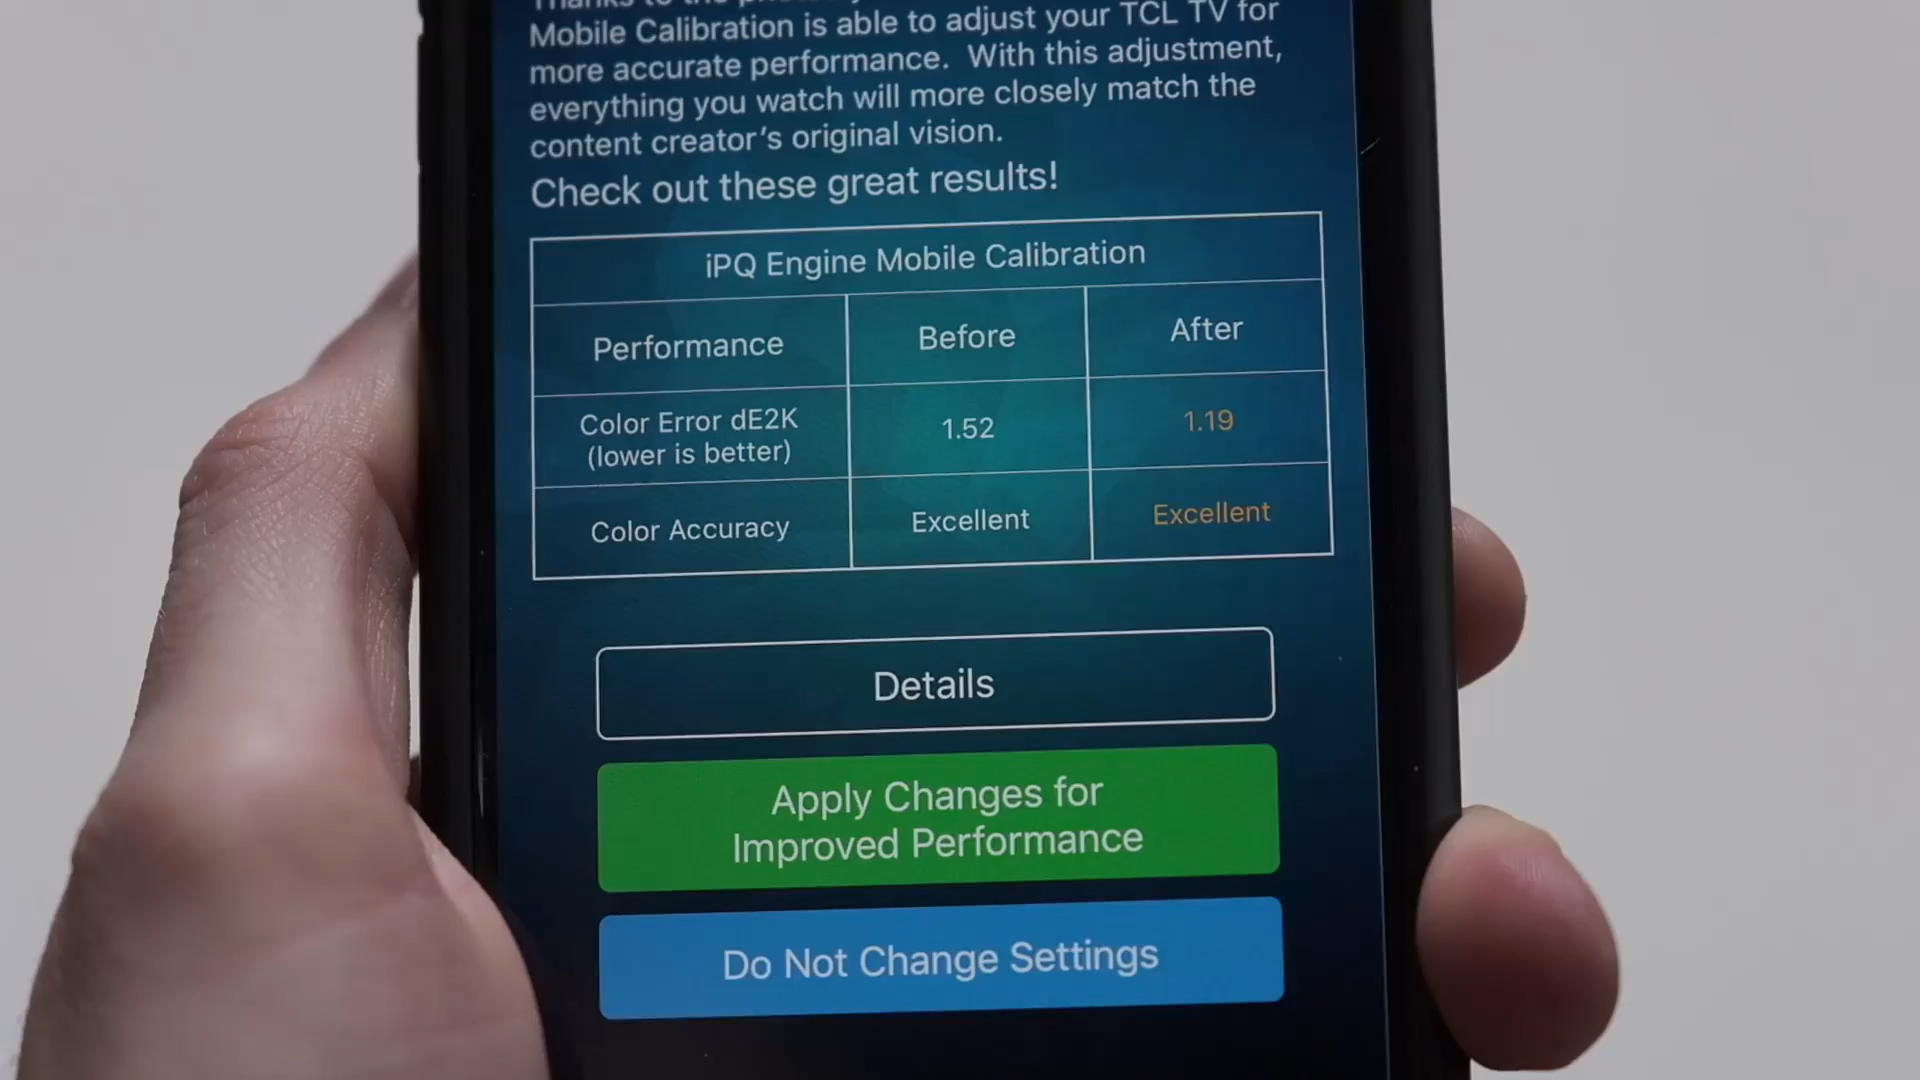 Thanks to the
Mobile Calibration is able to adjust your TCL TV for
more accurate performance. With this adjustment,
everything you watch will more closely match the
content creator's original vision.
Check out these great results!
iPQ Engine Mobile Calibration
Performance
Before
After
Color Error dE2K
(lower is better)
1.52
1.19
Color Accuracy
Excellent
Excellent
Details
Apply Changes for
Improved Performance
Do Not Change Settings